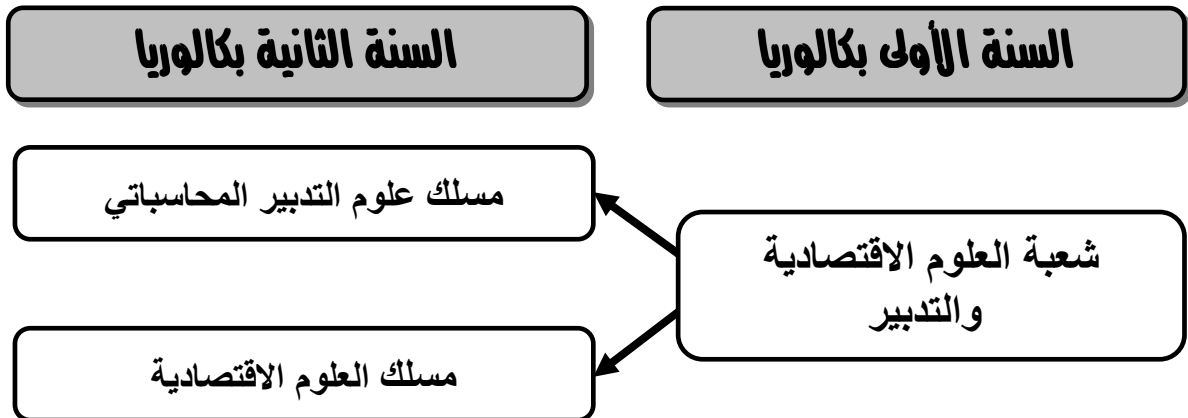 السنة الأولى بكالوريا
السنة الثانية بكالوريا
شعبة العلوم الاقتصادية
والتدبير
مسلك علوم التدبير المحاسباتي
مسلك العلوم الاقتصادية